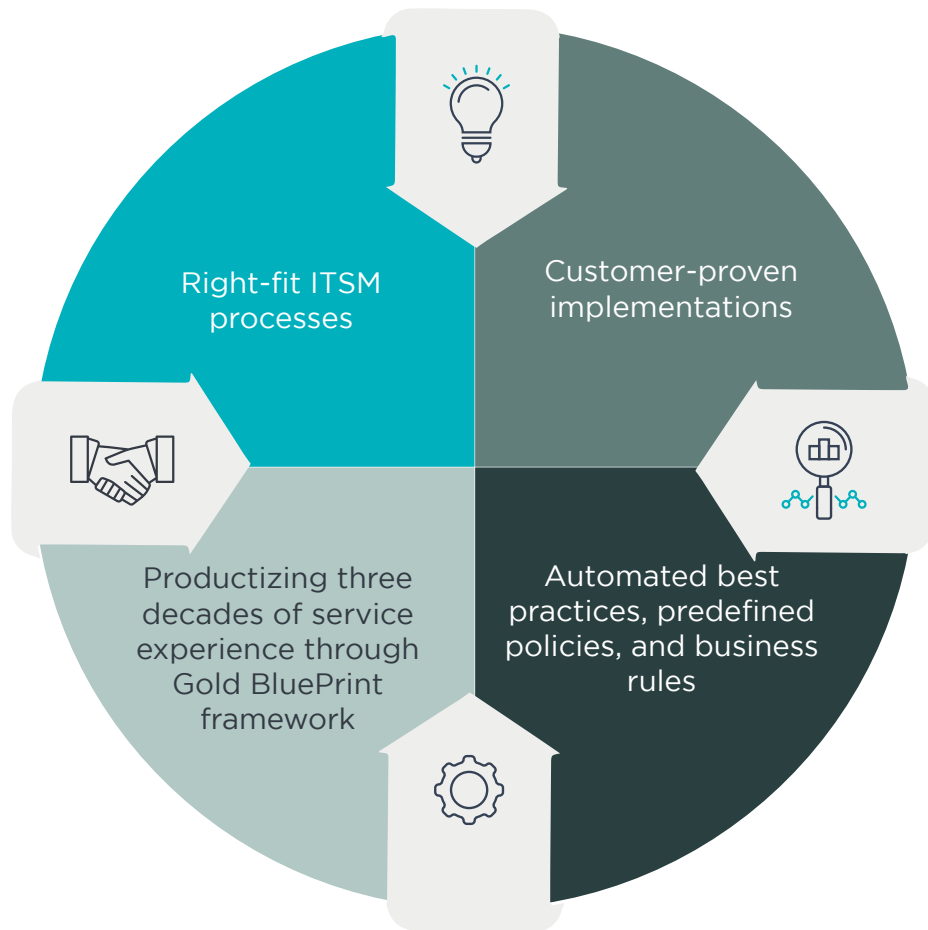 Right-fit ITSM
processes
Customer-proven
implementations
Productizing three
decades of service
experience through
Gold BluePrint
framework
Automated best
practices, predefined
policies, and business
rules